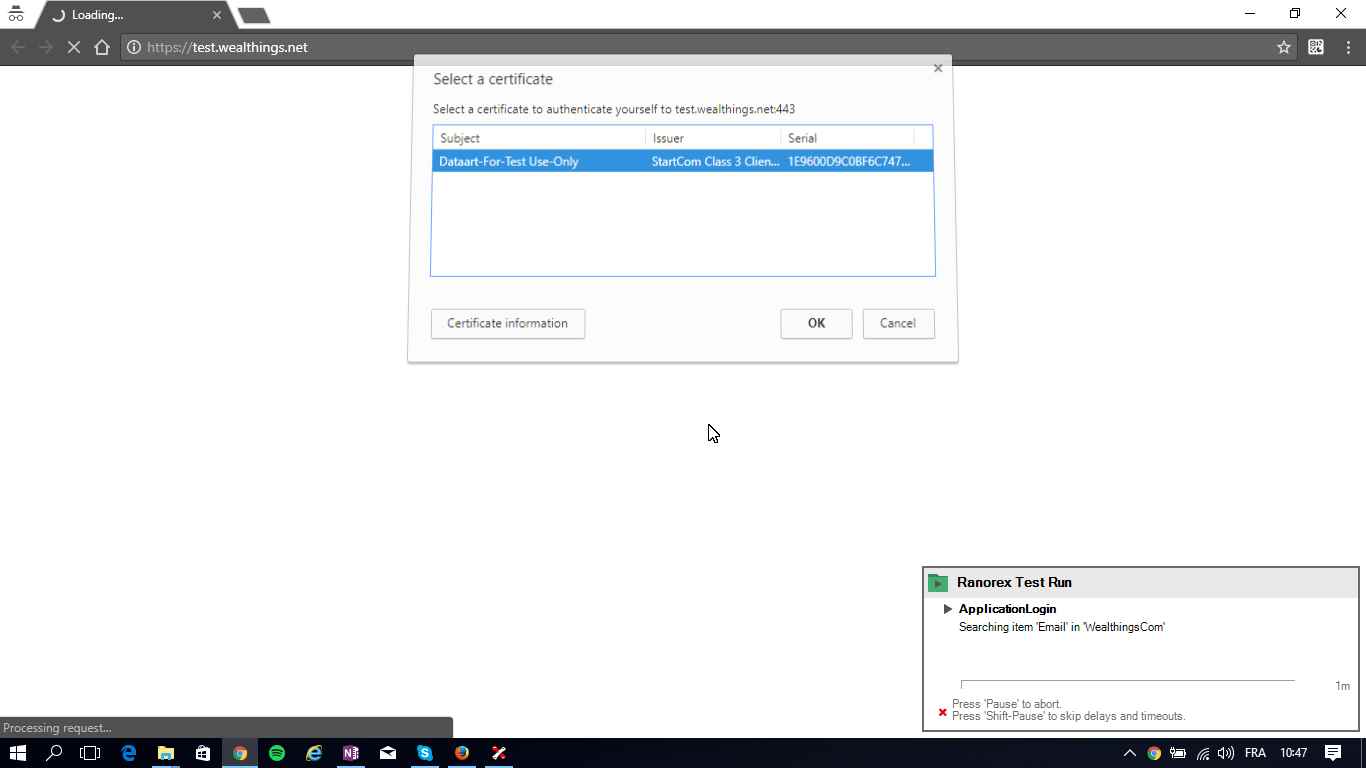 Loading...
https://test.wealthings.net
Select a certificate
Select a certificate to authenticate yourself to test.wealthings.net:443
Subject Issuer Serial
Dataart-For-Test Use-Only StartCom Class 3 Clien... 1E9600D9C0BF6C747...
Certificate information OK Cancel
Ranorex Test Run
ApplicationLogin
Searching item 'Email' in 'WealthingsCom'
1m
Press 'Pause' to abort.
Press 'Shift-Pause' to skip delays and timeouts.
Processing request...
FRA 10:47